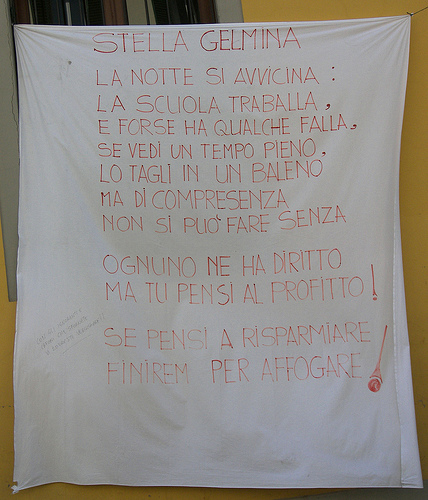 STELLA GELMINA
LA NOTTE SI AVVICINA :
LA SCUOLA TRABALLA ,
E FORSE HA QUALCHE FALLA,
SE VEDI UN TEMPO PIENO,
LO TAGLI IN UN BALENO
MA DI COMPRESENZA
NON SI PUO' FARE SENZA
OGNUNO NE HA DIRITTO
MA TU PENSI AL PROFITTO !
SE PENSI A RISPARMIARE
FINIREM PER AFFOGARE !